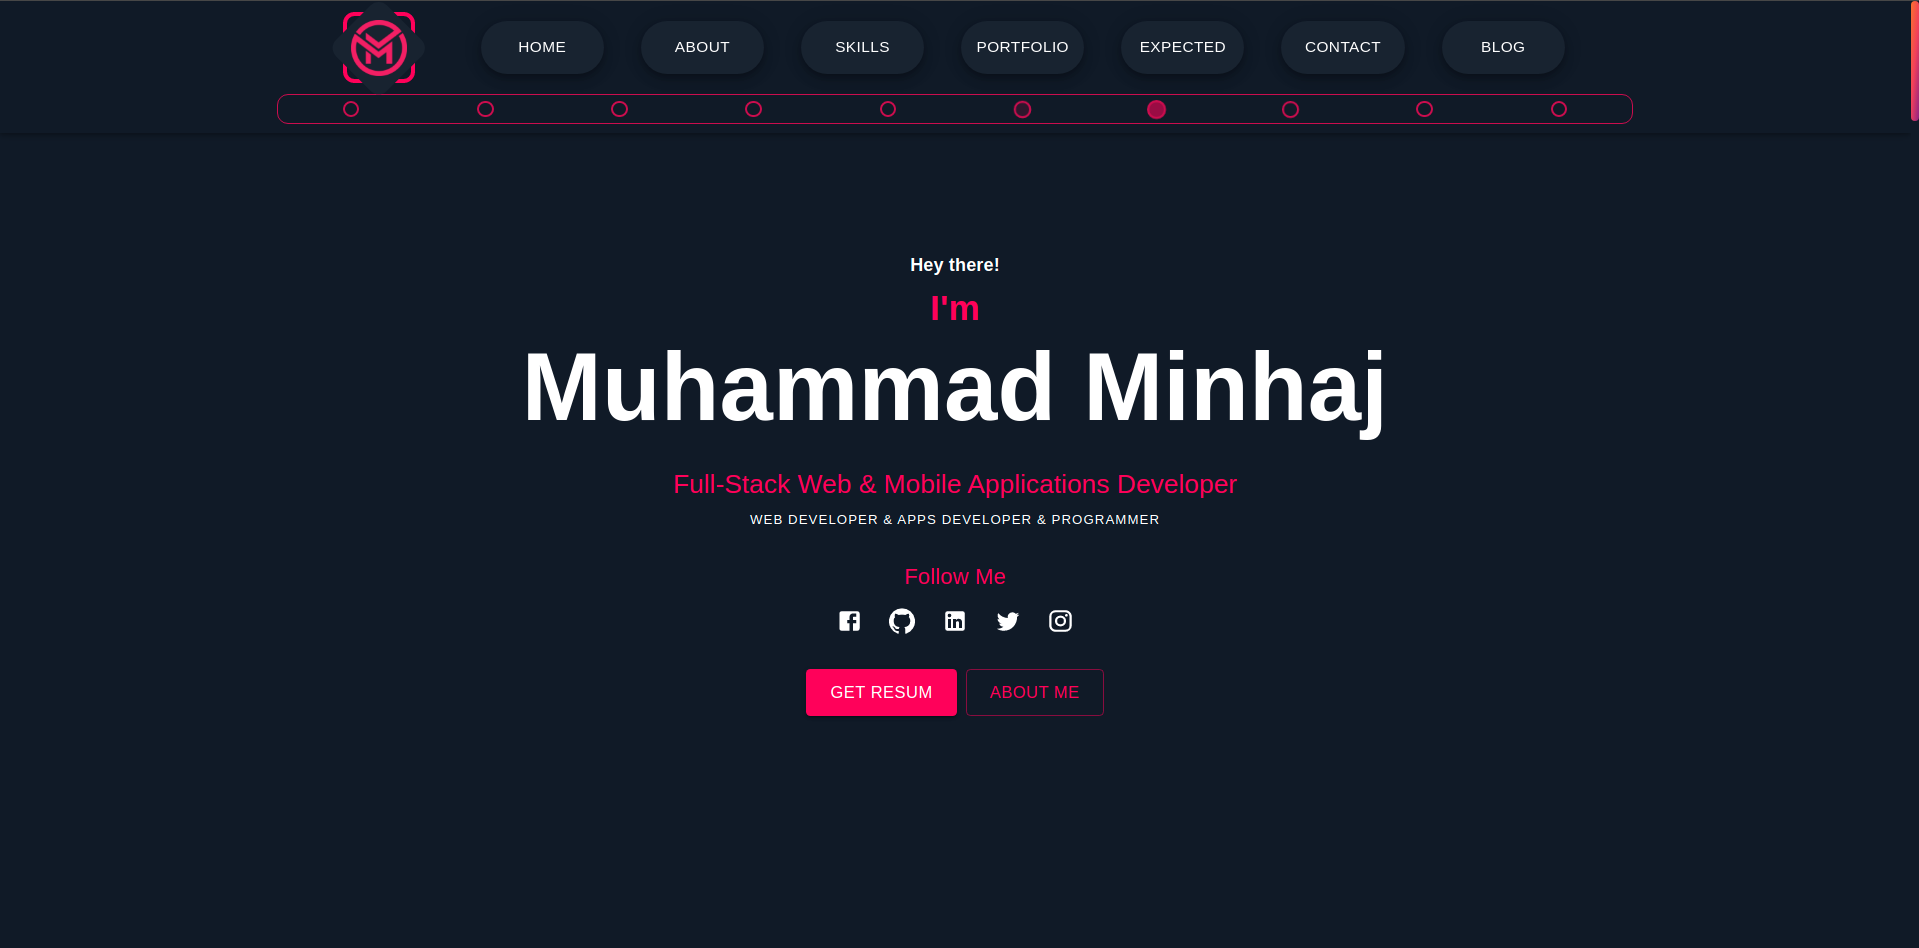 HOME ABOUT SKILLS PORTFOLIO EXPECTED CONTACT BLOG
Hey there!
I'm
Muhammad Minhaj
Full-Stack Web & Mobile Applications Developer
WEB DEVELOPER & APPS DEVELOPER & PROGRAMMER
Follow Me
GET RESUM ABOUT ME